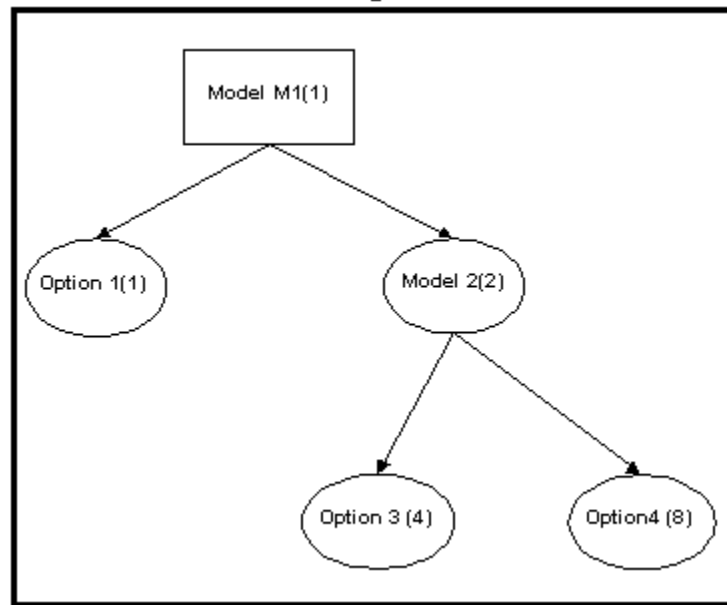 Model M1(1)
Option 1(1)
Model 2(2)
Option 3 (4)
Option4 (8)